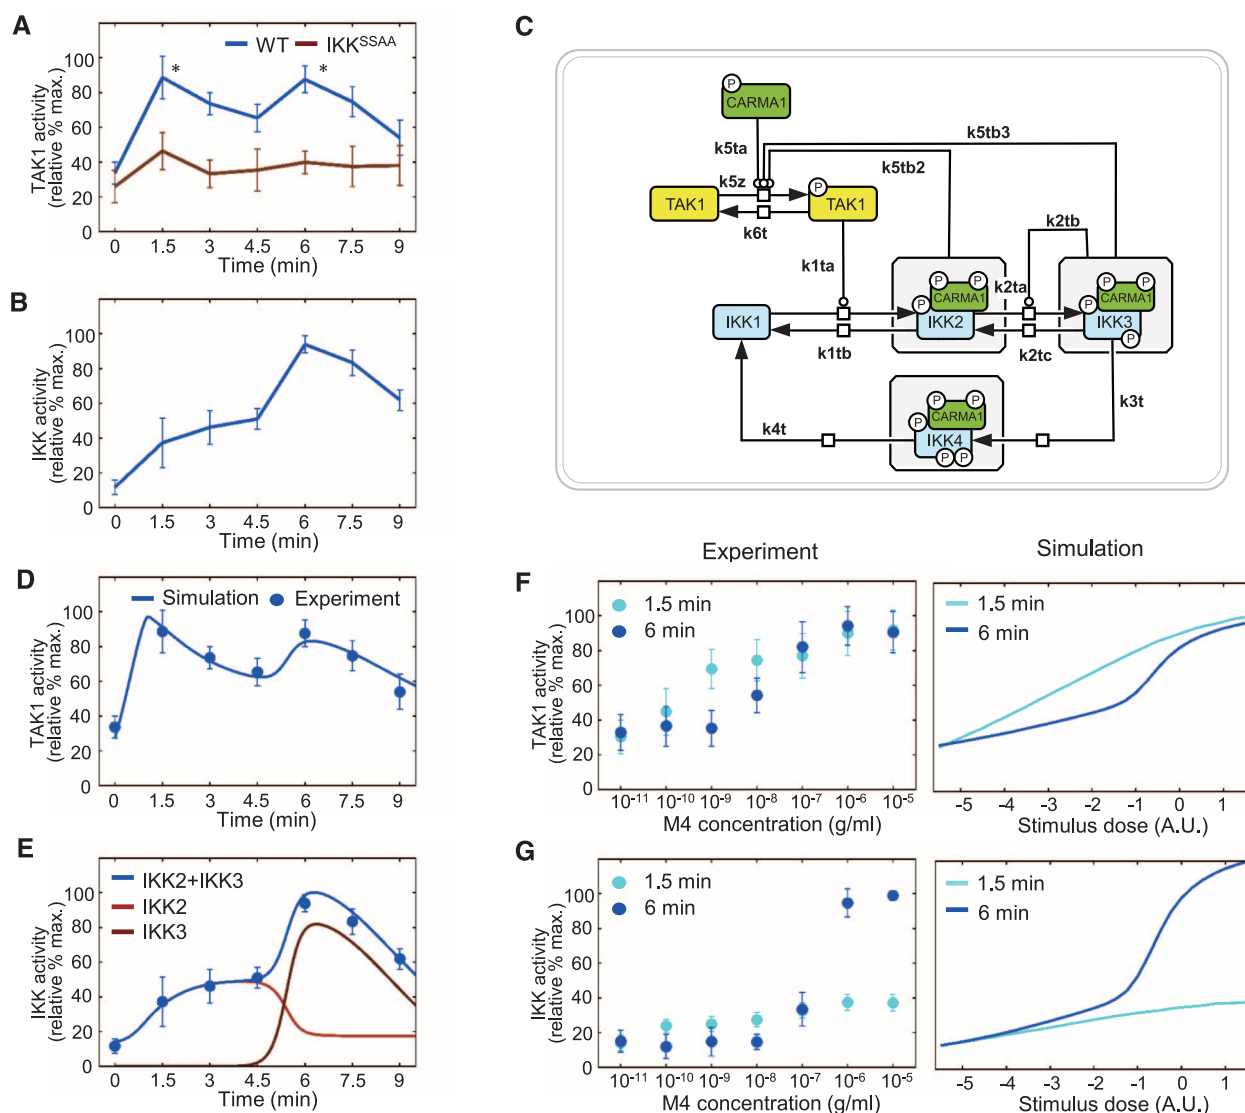 A
WT IKK^SSAA
TAK1 activity
(relative % max.)
100
80
60
40
20
0
*
*
0 1.5 3 4.5 6 7.5 9
Time (min)
B
IKK activity
(relative % max.)
100
80
60
40
20
0
0 1.5 3 4.5 6 7.5 9
Time (min)
C
P
CARMA1
k5ta
k5tb3
k5tb2
k5z
TAK1
P
TAK1
k6t
k2tb
k1ta
k2ta
P P
CARMA1
P
IKK2
P P
CARMA1
P
IKK3
P
IKK1
k1tb
k2tc
k3t
P P
CARMA1
P
IKK4
P P
k4t
D
Simulation Experiment
TAK1 activity
(relative % max.)
100
80
60
40
20
0
0 1.5 3 4.5 6 7.5 9
Time (min)
E
IKK2+IKK3
IKK2
IKK3
IKK activity
(relative % max.)
100
80
60
40
20
0
0 1.5 3 4.5 6 7.5 9
Time (min)
Experiment
Simulation
F
1.5 min
6 min
TAK1 activity
(relative % max.)
100
80
60
40
20
0
10^-11 10^-10 10^-9 10^-8 10^-7 10^-6 10^-5
M4 concentration (g/ml)
1.5 min
6 min
-5 -4 -3 -2 -1 0 1
Stimulus dose (A.U.)
G
1.5 min
6 min
IKK activity
(relative % max.)
100
80
60
40
20
0
10^-11 10^-10 10^-9 10^-8 10^-7 10^-6 10^-5
M4 concentration (g/ml)
1.5 min
6 min
-5 -4 -3 -2 -1 0 1
Stimulus dose (A.U.)